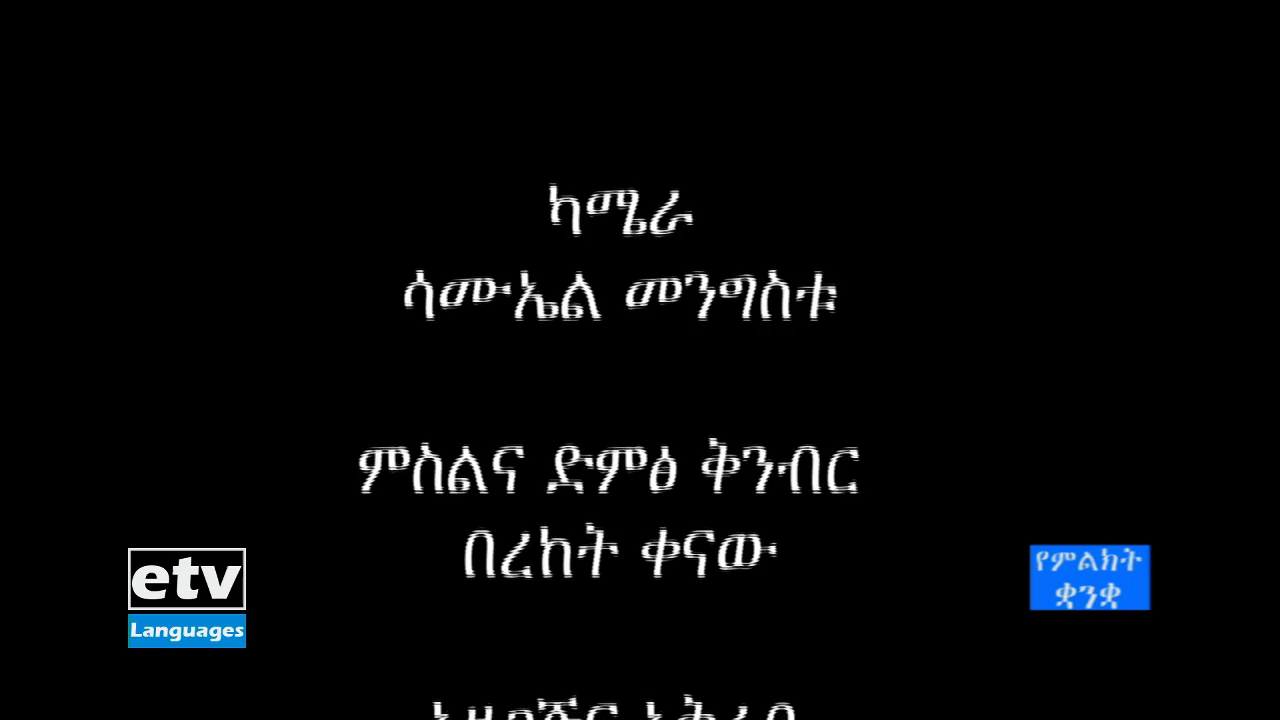 ካሜራ
ሳሙኤል መንግስቱ
ምስልና ድምፅ ቅንብር
በረከት ቀናው
etv
Languages
የምልክት
ቋንቋ